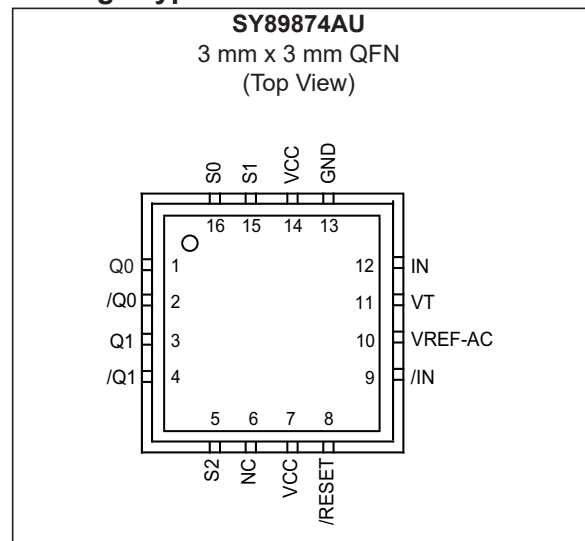 SY89874AU
3 mm x 3 mm QFN
(Top View)
S0 S1 VCC GND
16 15 14 13
Q0 1 12 IN
/Q0 2 11 VT
Q1 3 10 VREF-AC
/Q1 4 9 /IN
5 6 7 8
S2 NC VCC /RESET